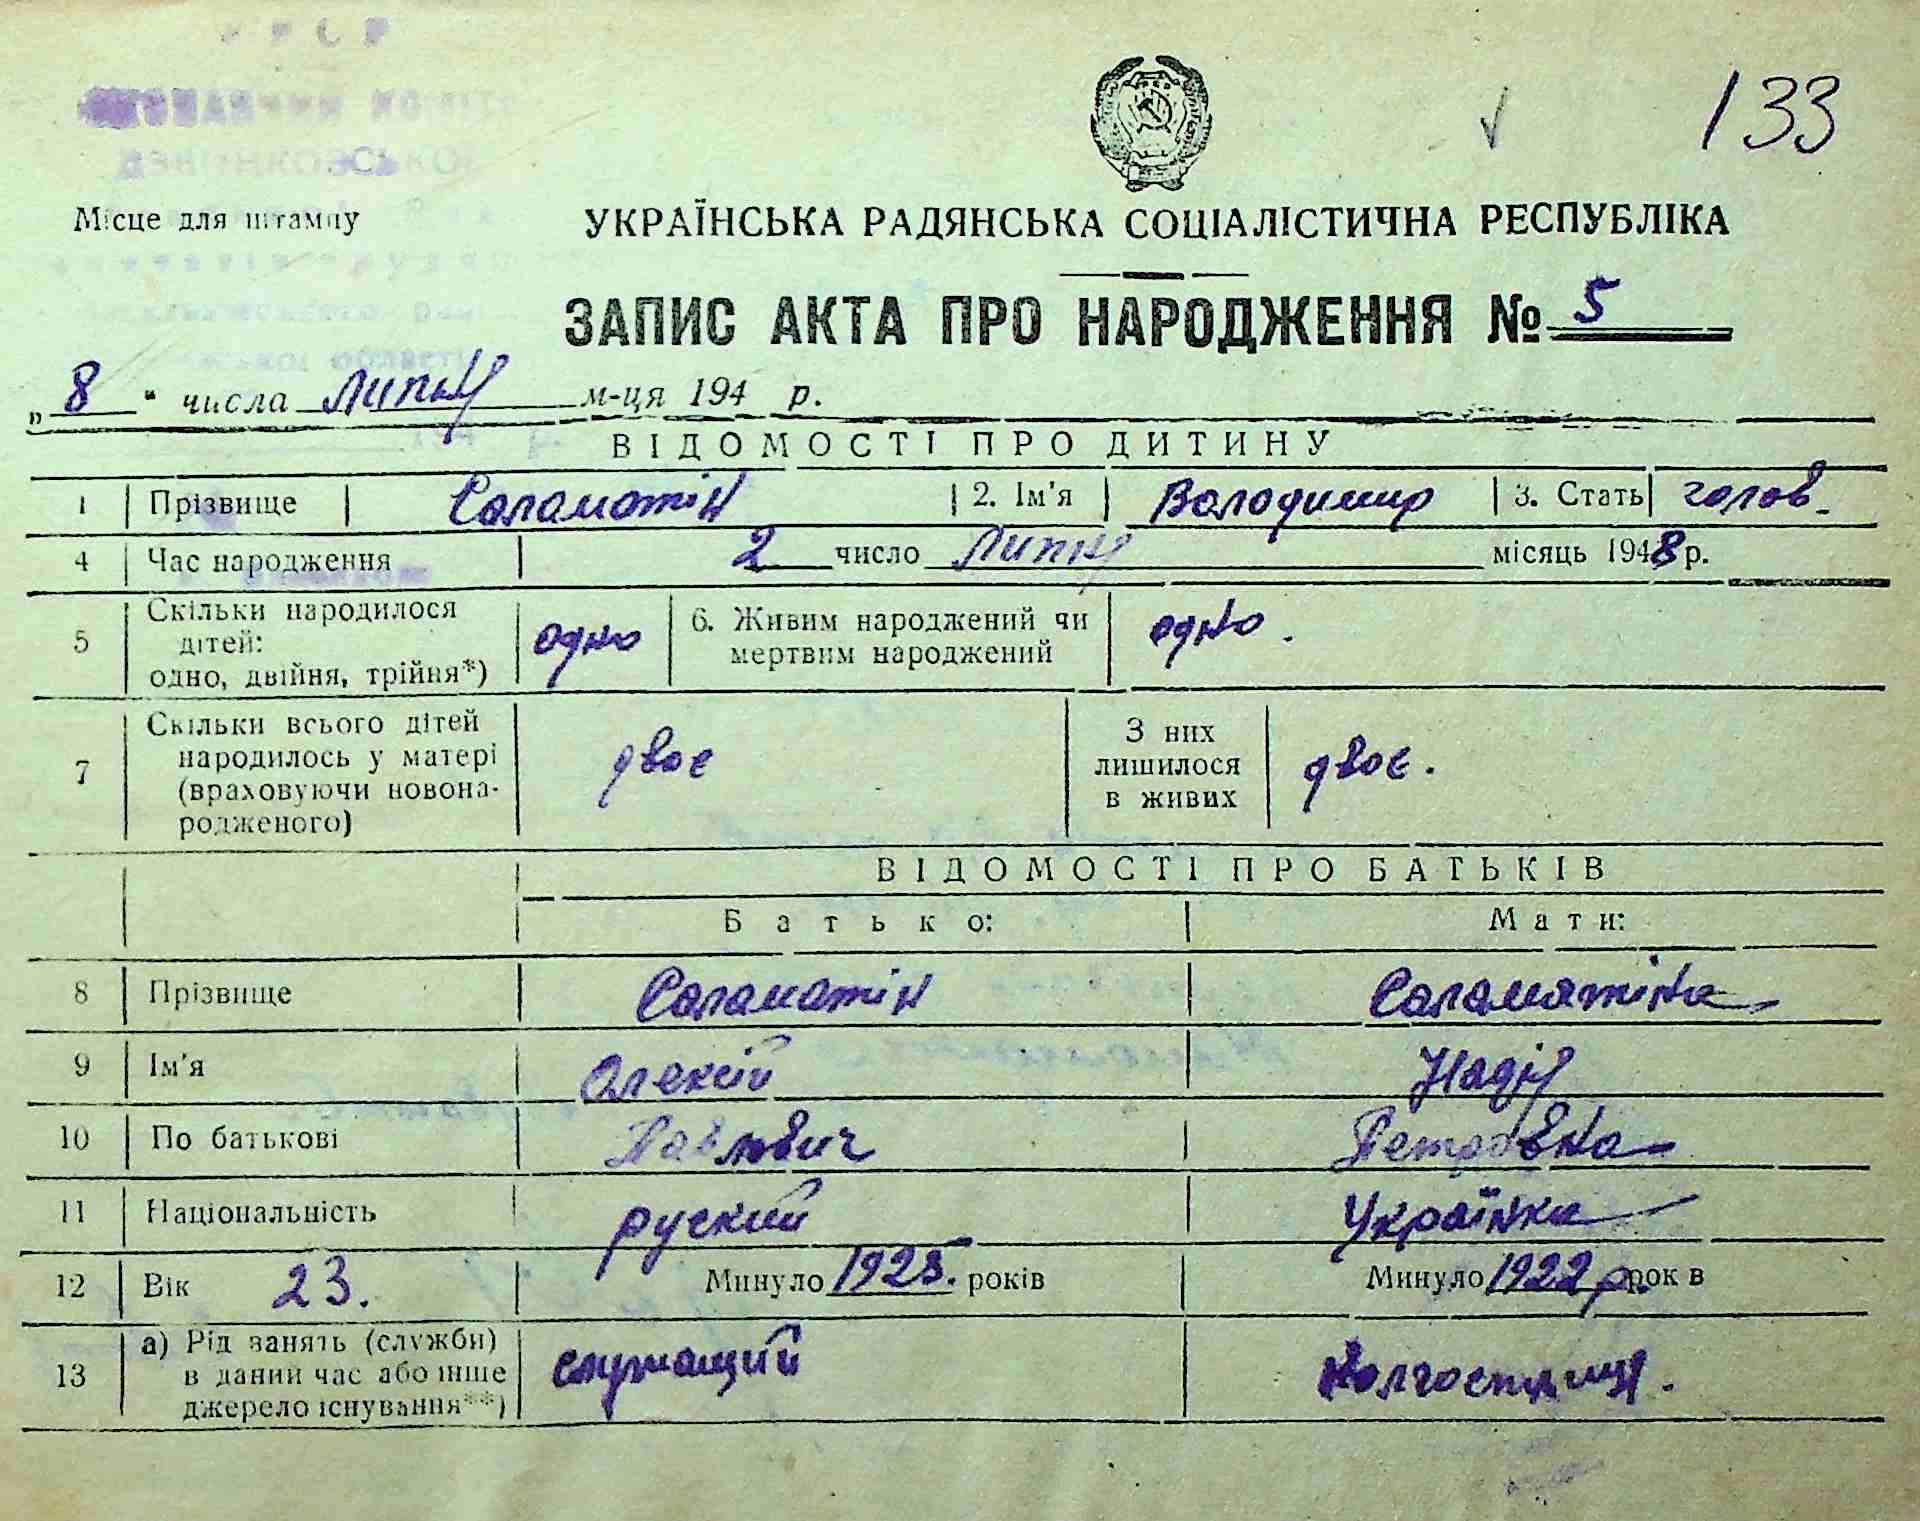 УРСР
133
Місце для штампу
УКРАЇНСЬКА РАДЯНСЬКА СОЦІАЛІСТИЧНА РЕСПУБЛІКА
ЗАПИС АКТА ПРО НАРОДЖЕННЯ № 5
„ 8 “ числа Липня м-ця 194 р.
ВІДОМОСТІ ПРО ДИТИНУ
1 Прізвище Саламатін 2. Ім'я Володимир 3. Стать голов.
4 Час народження 2 число Липня місяць 1948 р.
5 Скільки народилося дітей: одно, двійня, трійня*) одно 6. Живим народжений чи мертвим народжений одно.
7 Скільки всього дітей народилось у матері (враховуючи новонародженого) двоє З них лишилося в живих двоє.
ВІДОМОСТІ ПРО БАТЬКІВ
Батько: Мати:
8 Прізвище Саламатін Саламатіна
9 Ім'я Олексій Надія
10 По батькові Павлович Петровна
11 Національність руский Українка
12 Вік 23. Минуло 1925. років Минуло 1922 р. років
13 а) Рід занять (служби) в даний час або інше джерело існування**) служащий Колгоспниця.